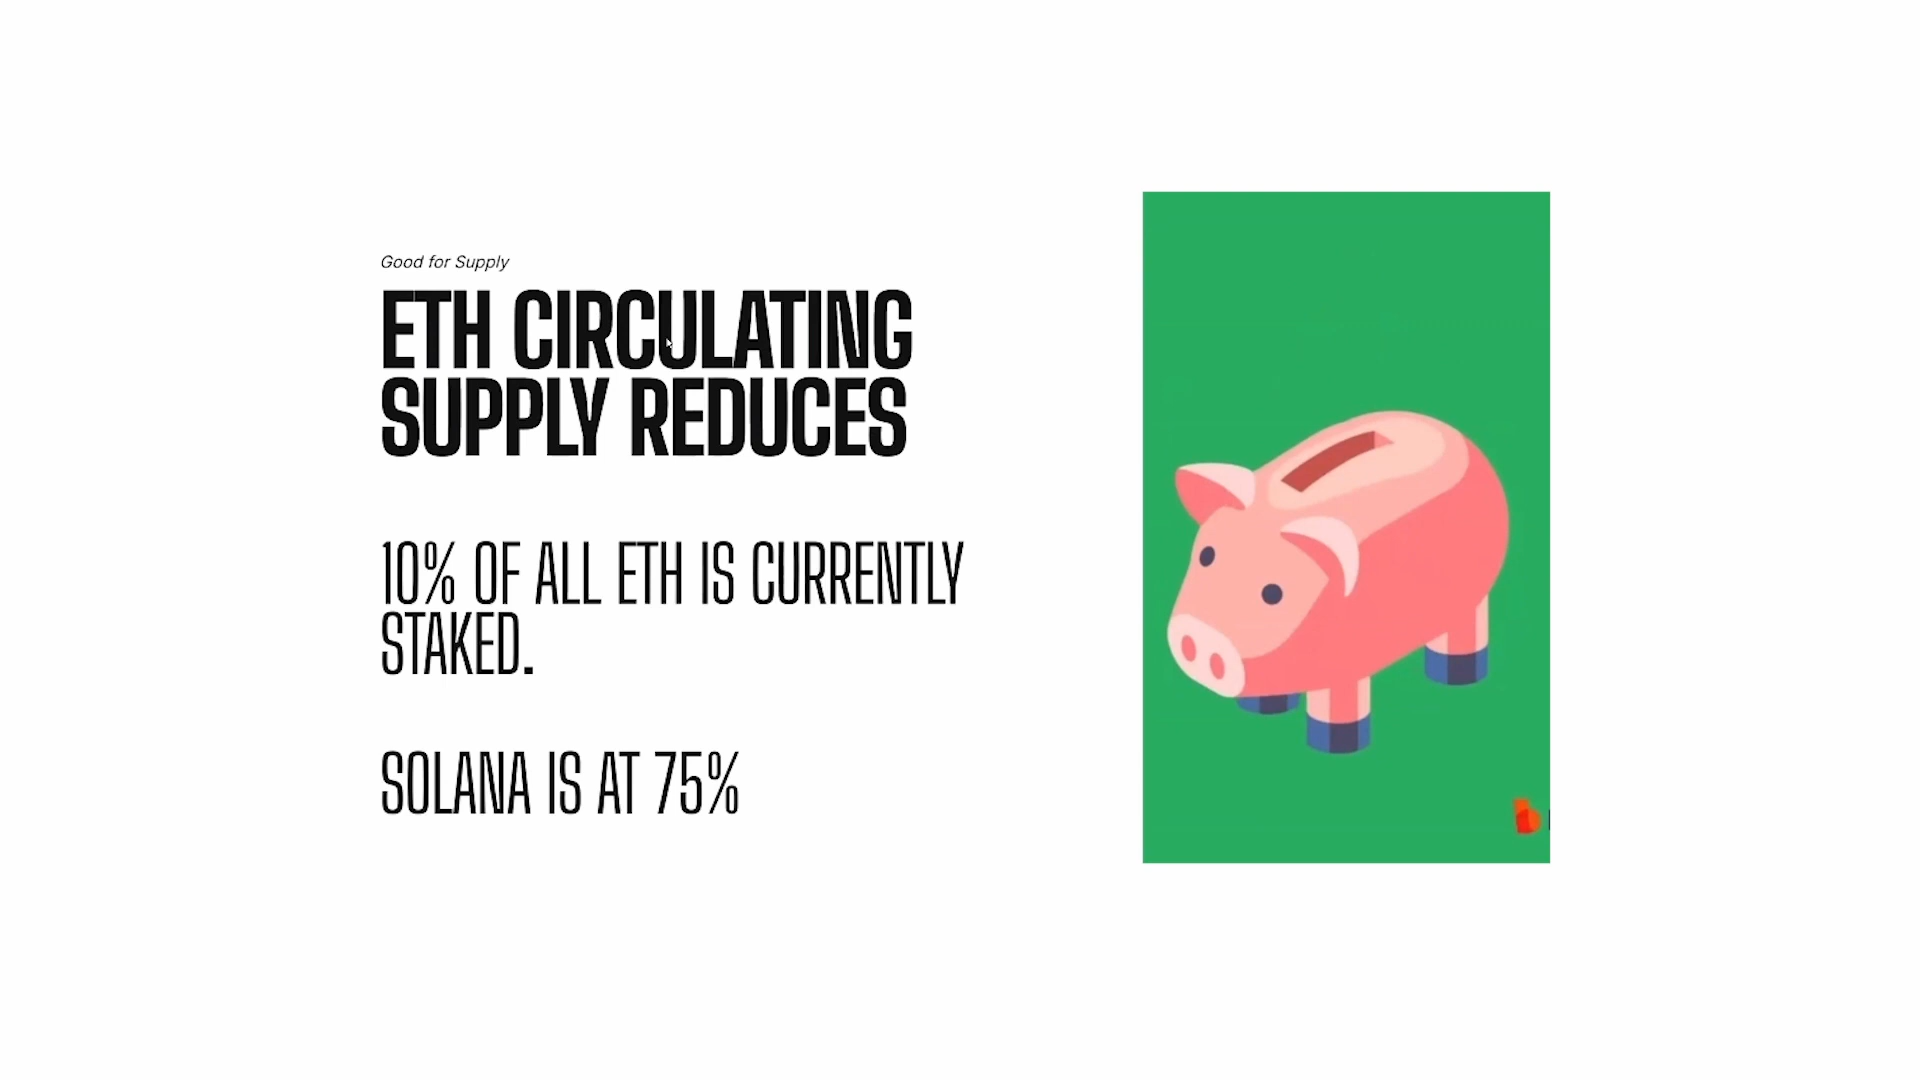 Good for Supply
ETH CIRCULATING
SUPPLY REDUCES
10% OF ALL ETH IS CURRENTLY
STAKED.
SOLANA IS AT 75%
b